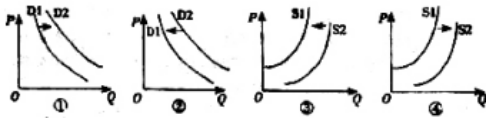 P D1 D2 O Q ①
P D1 D2 O Q ②
P S1 S2 O Q ③
P S1 S2 O Q ④